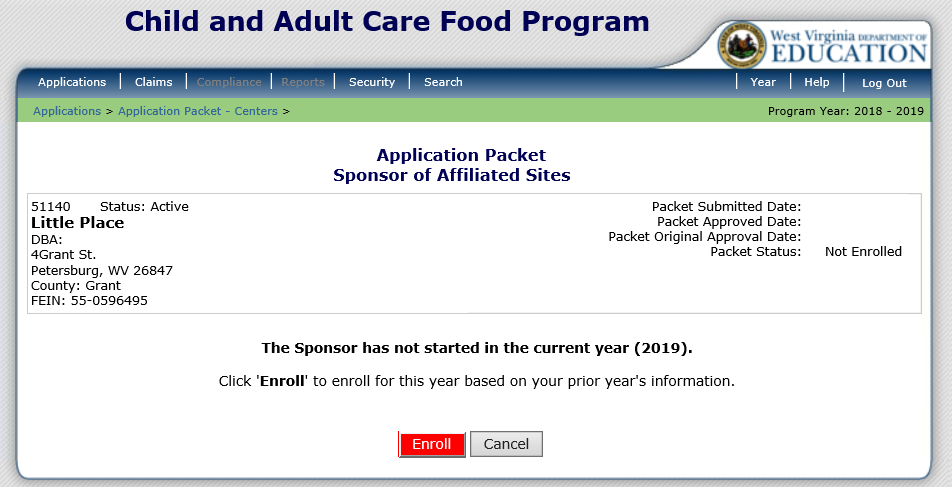 Child and Adult Care Food Program
West Virginia DEPARTMENT OF
EDUCATION
Applications Claims Compliance Reports Security Search Year Help Log Out
Applications > Application Packet - Centers > Program Year: 2018 - 2019
Application Packet
Sponsor of Affiliated Sites
51140 Status: Active
Little Place
DBA:
4Grant St.
Petersburg, WV 26847
County: Grant
FEIN: 55-0596495
Packet Submitted Date:
Packet Approved Date:
Packet Original Approval Date:
Packet Status: Not Enrolled
The Sponsor has not started in the current year (2019).
Click 'Enroll' to enroll for this year based on your prior year's information.
Enroll Cancel